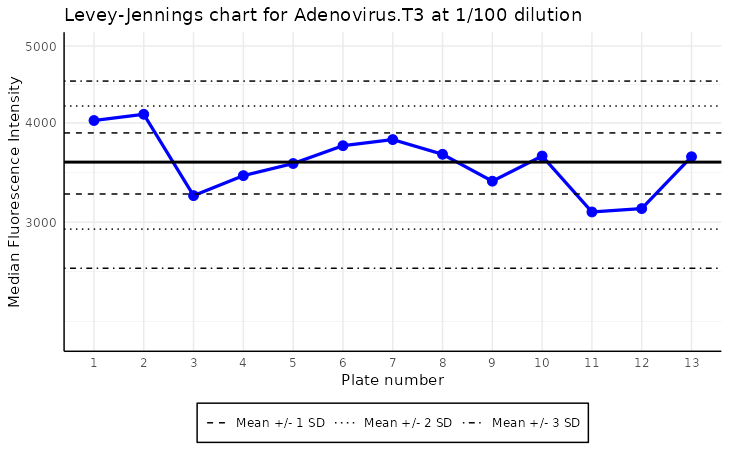 Levey-Jennings chart for Adenovirus.T3 at 1/100 dilution
Median Fluorescence Intensity
5000
4000
3000
1 2 3 4 5 6 7 8 9 10 11 12 13
Plate number
Mean +/- 1 SD Mean +/- 2 SD Mean +/- 3 SD